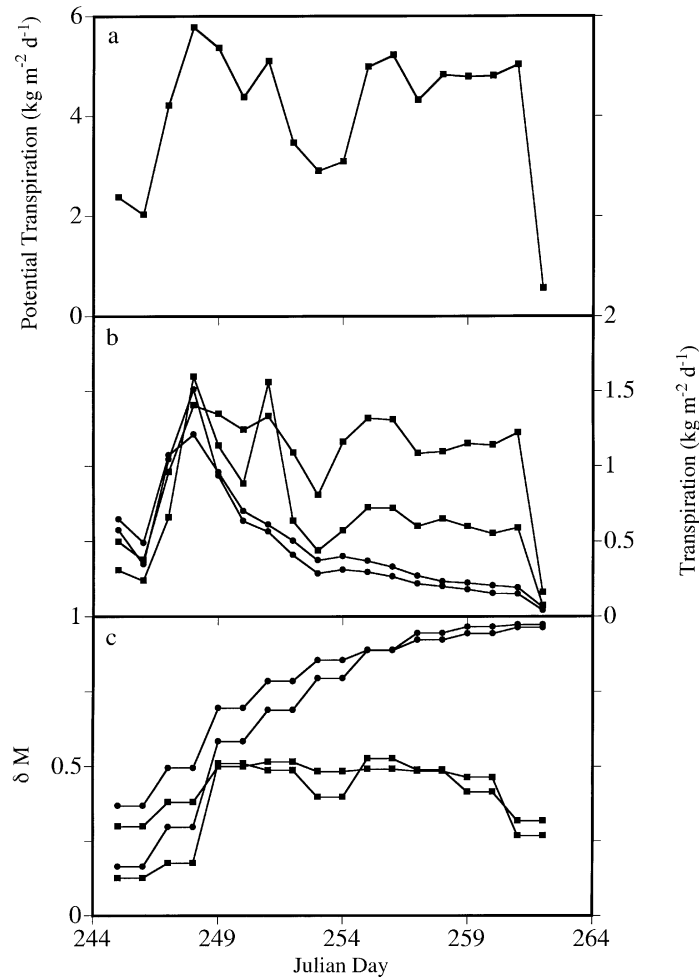 6
a
4
2
0
Potential Transpiration (kg m⁻² d⁻¹)
2
b
1.5
1
0.5
0
Transpiration (kg m⁻² d⁻¹)
1
c
0.5
0
δ M
244 249 254 259 264
Julian Day